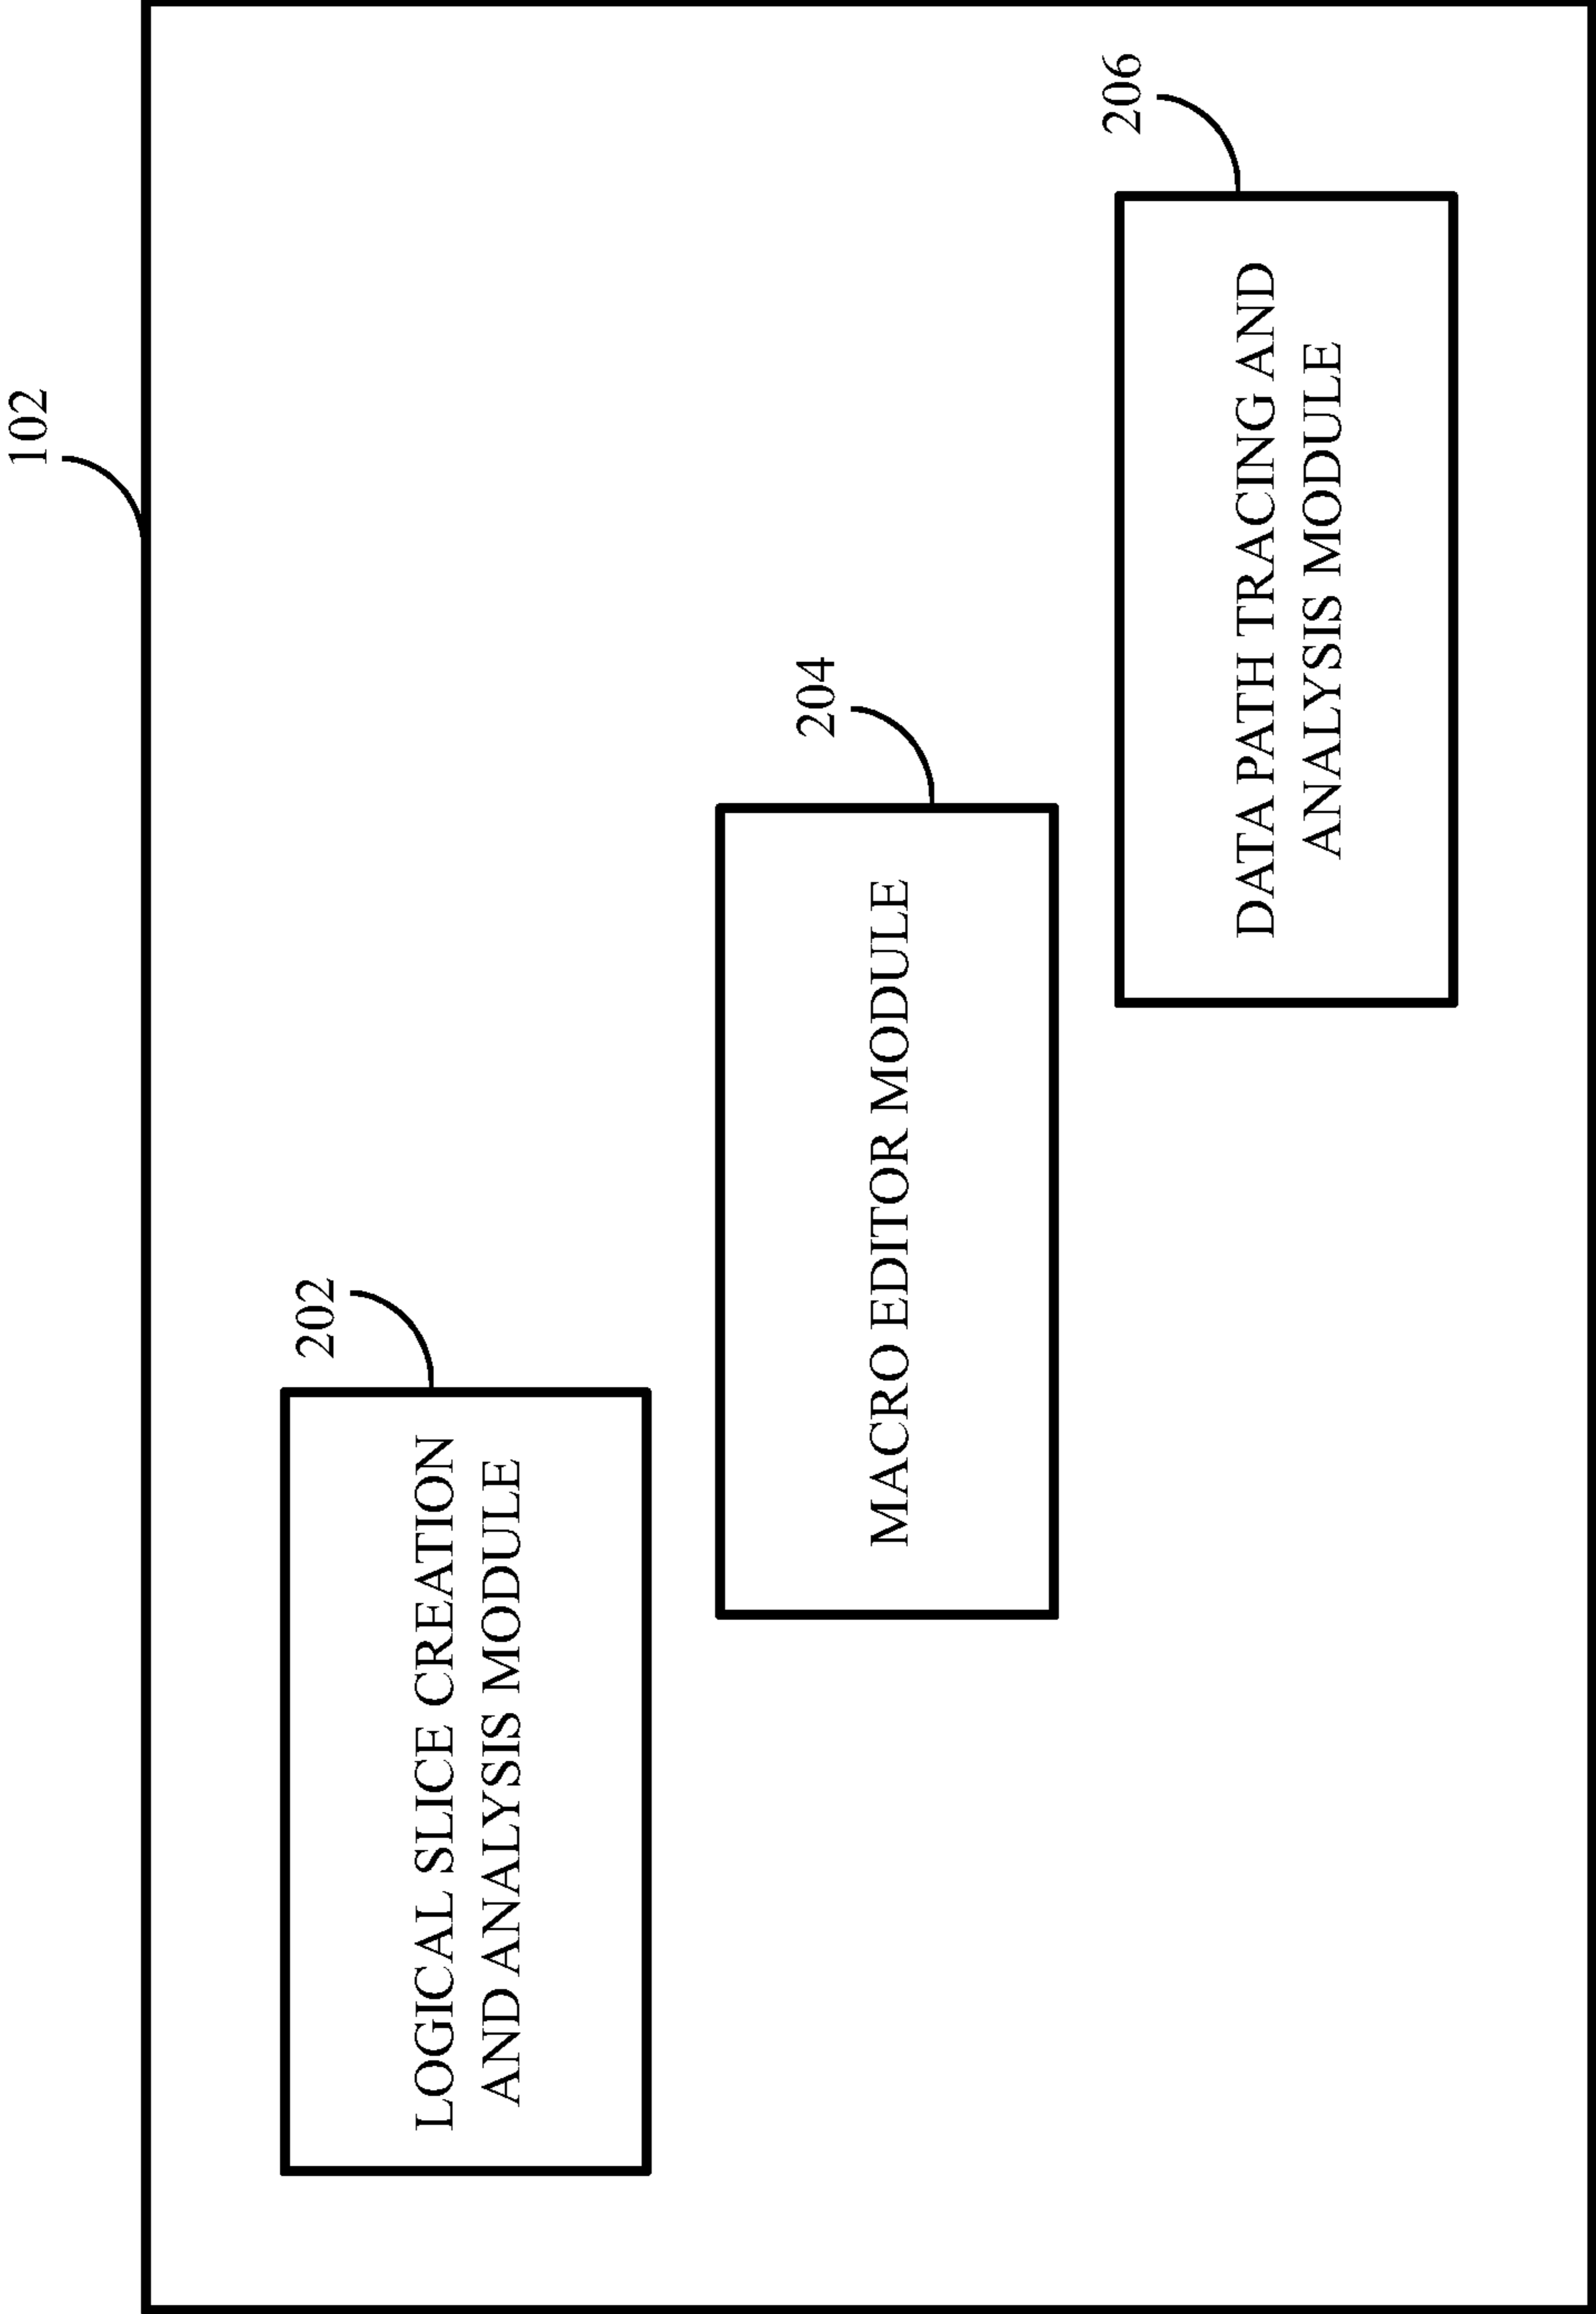 102
202
LOGICAL SLICE CREATION
AND ANALYSIS MODULE
204
MACRO EDITOR MODULE
206
DATA PATH TRACING AND
ANALYSIS MODULE